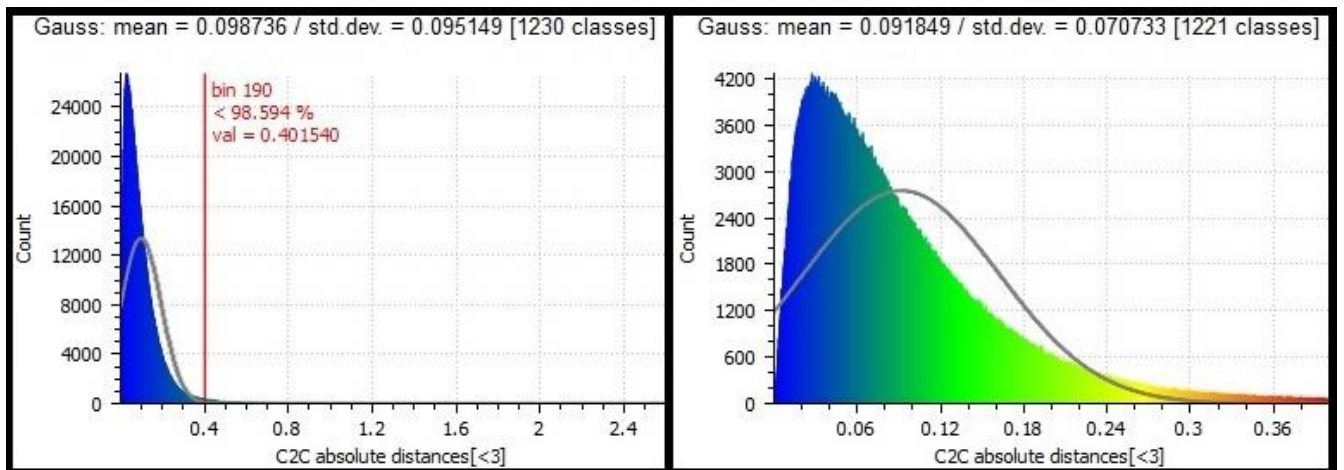 Gauss: mean = 0.098736 / std.dev. = 0.095149 [1230 classes]
bin 190
< 98.594 %
val = 0.401540
24000
20000
16000
12000
8000
4000
0
Count
0.4 0.8 1.2 1.6 2 2.4
C2C absolute distances[<3]
Gauss: mean = 0.091849 / std.dev. = 0.070733 [1221 classes]
4200
3600
3000
2400
1800
1200
600
0
Count
0.06 0.12 0.18 0.24 0.3 0.36
C2C absolute distances[<3]